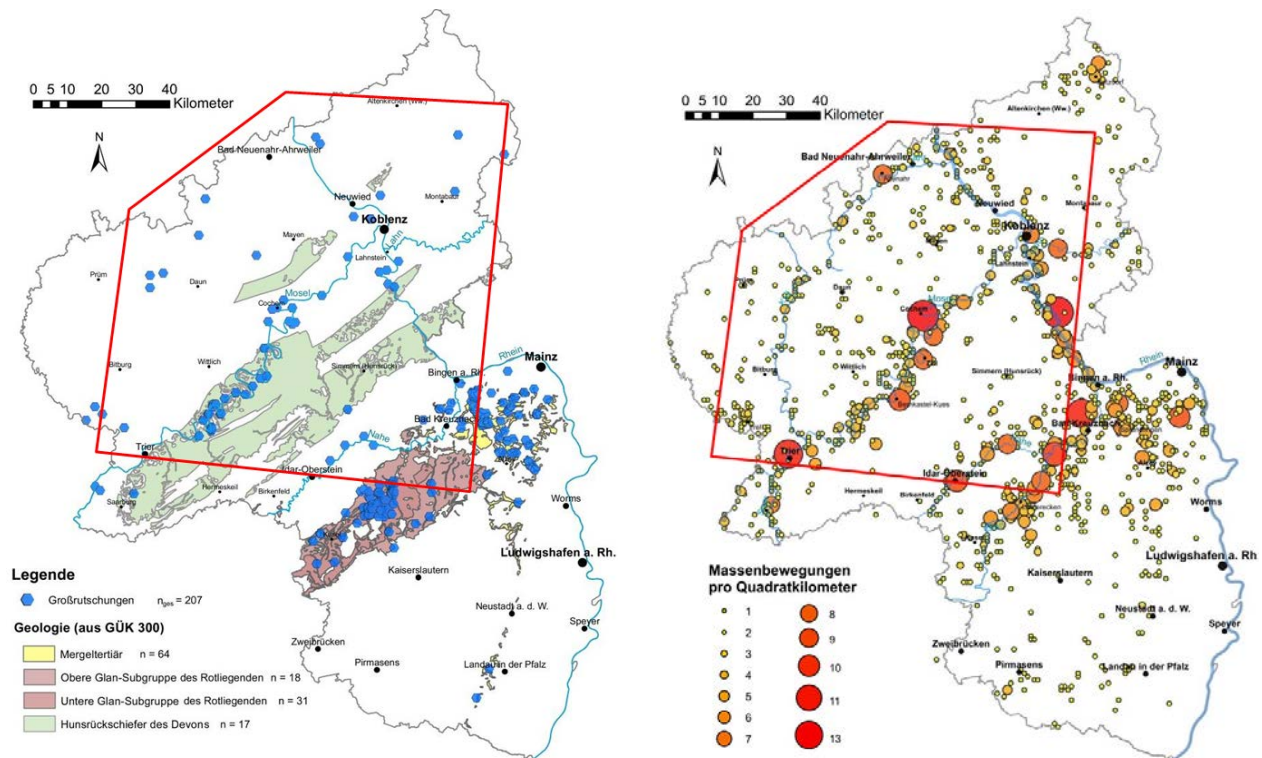 0 5 10 20 30 40
Kilometer
N
Altenkirchen (Ww.)
Bad Neuenahr-Ahrweiler
Neuwied
Montabaur
Koblenz
Mayen
Lahn
Lahnstein
Prüm
Daun
Mosel
Cochem
Wittlich
Bitburg
Simmern (Hunsrück)
Rhein
Mainz
Bingen a. Rh.
Bad Kreuznach
Trier
Nahe
Idar-Oberstein
Saarburg
Hermeskeil
Birkenfeld
Worms
Ludwigshafen a. Rh.
Kaiserslautern
Neustadt a. d. W.
Speyer
Zweibrücken
Pirmasens
Landau in der Pfalz
Legende
Großrutschungen nges = 207
Geologie (aus GÜK 300)
Mergeltertiär n = 64
Obere Glan-Subgruppe des Rotliegenden n = 18
Untere Glan-Subgruppe des Rotliegenden n = 31
Hunsrückschiefer des Devons n = 17
0 5 10 20 30 40
Kilometer
N
Altenkirchen (Ww.)
Bad Neuenahr-Ahrweiler
Neuwied
Montabaur
Koblenz
Lahnstein
Daun
Mosel
Cochem
Wittlich
Bitburg
Simmern (Hunsrück)
Bernkastel-Kues
Rhein
Mainz
Bingen a. Rh.
Bad Kreuznach
Trier
Idar-Oberstein
Hermeskeil
Birkenfeld
Worms
Ludwigshafen a. Rh
Kaiserslautern
Neustadt a. d. W.
Speyer
Zweibrücken
Pirmasens
Landau in der Pfalz
Massenbewegungen
pro Quadratkilometer
1
2
3
4
5
6
7
8
9
10
11
13